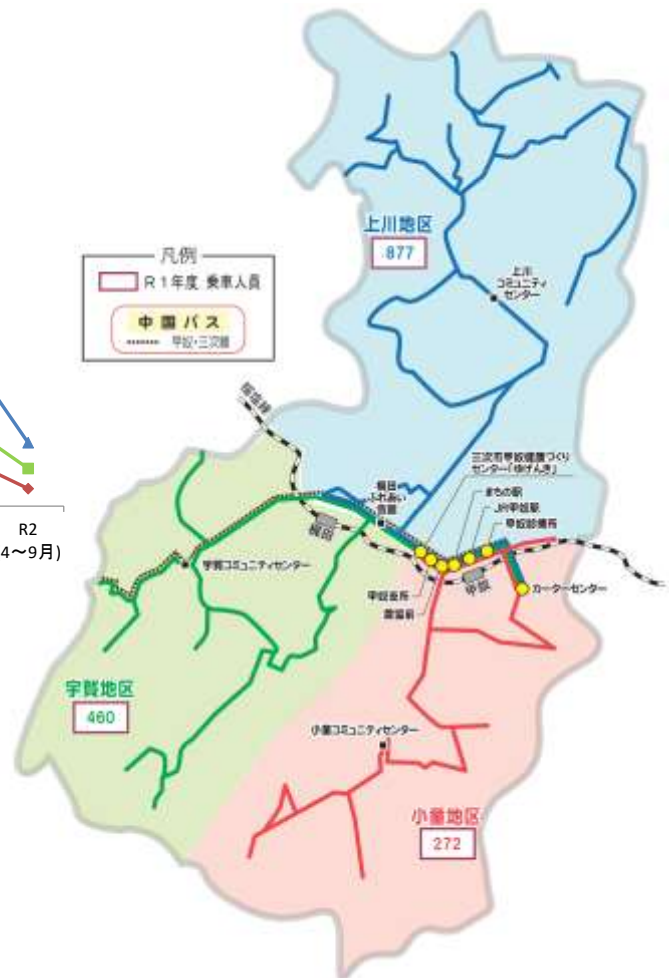 凡例
R1年度 乗車人員
中国バス
甲奴・三次線
上川地区
877
上川
コミュニティ
センター
福塩線
三次市甲奴健康づくり
センター「ゆげんき」
まちの駅
JR甲奴駅
甲奴診療所
梶田
ふれあい
会館
梶田
宇賀コミュニティセンター
甲奴支所
甲奴
カーターセンター
R2
4～9月)
宇賀地区
460
小童コミュニティセンター
小童地区
272